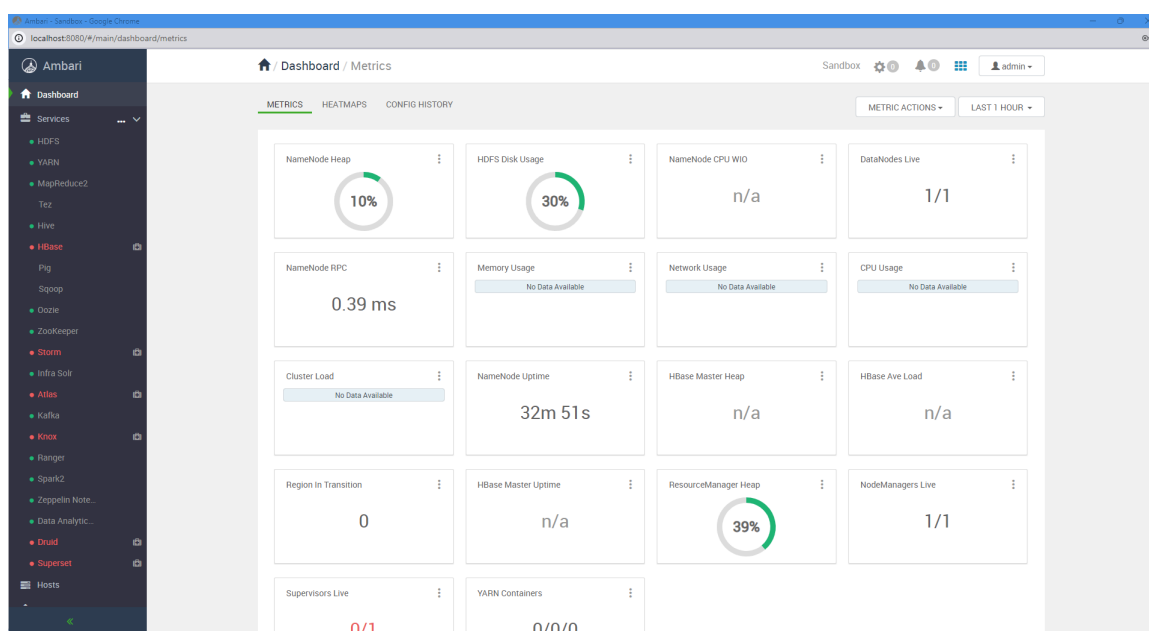 Ambari - Sandbox - Google Chrome
localhost:8080/#/main/dashboard/metrics
Ambari
/ Dashboard / Metrics
Sandbox 0 0 admin
Dashboard
Services ...
HDFS
YARN
MapReduce2
Tez
Hive
HBase
Pig
Sqoop
Oozie
ZooKeeper
Storm
Infra Solr
Atlas
Kafka
Knox
Ranger
Spark2
Zeppelin Note...
Data Analytic...
Druid
Superset
Hosts
«
METRICS HEATMAPS CONFIG HISTORY
METRIC ACTIONS LAST 1 HOUR
NameNode Heap
10%
HDFS Disk Usage
30%
NameNode CPU WIO
n/a
DataNodes Live
1/1
NameNode RPC
0.39 ms
Memory Usage
No Data Available
Network Usage
No Data Available
CPU Usage
No Data Available
Cluster Load
No Data Available
NameNode Uptime
32m 51s
HBase Master Heap
n/a
HBase Ave Load
n/a
Region In Transition
0
HBase Master Uptime
n/a
ResourceManager Heap
39%
NodeManagers Live
1/1
Supervisors Live
0/1
YARN Containers
0/0/0